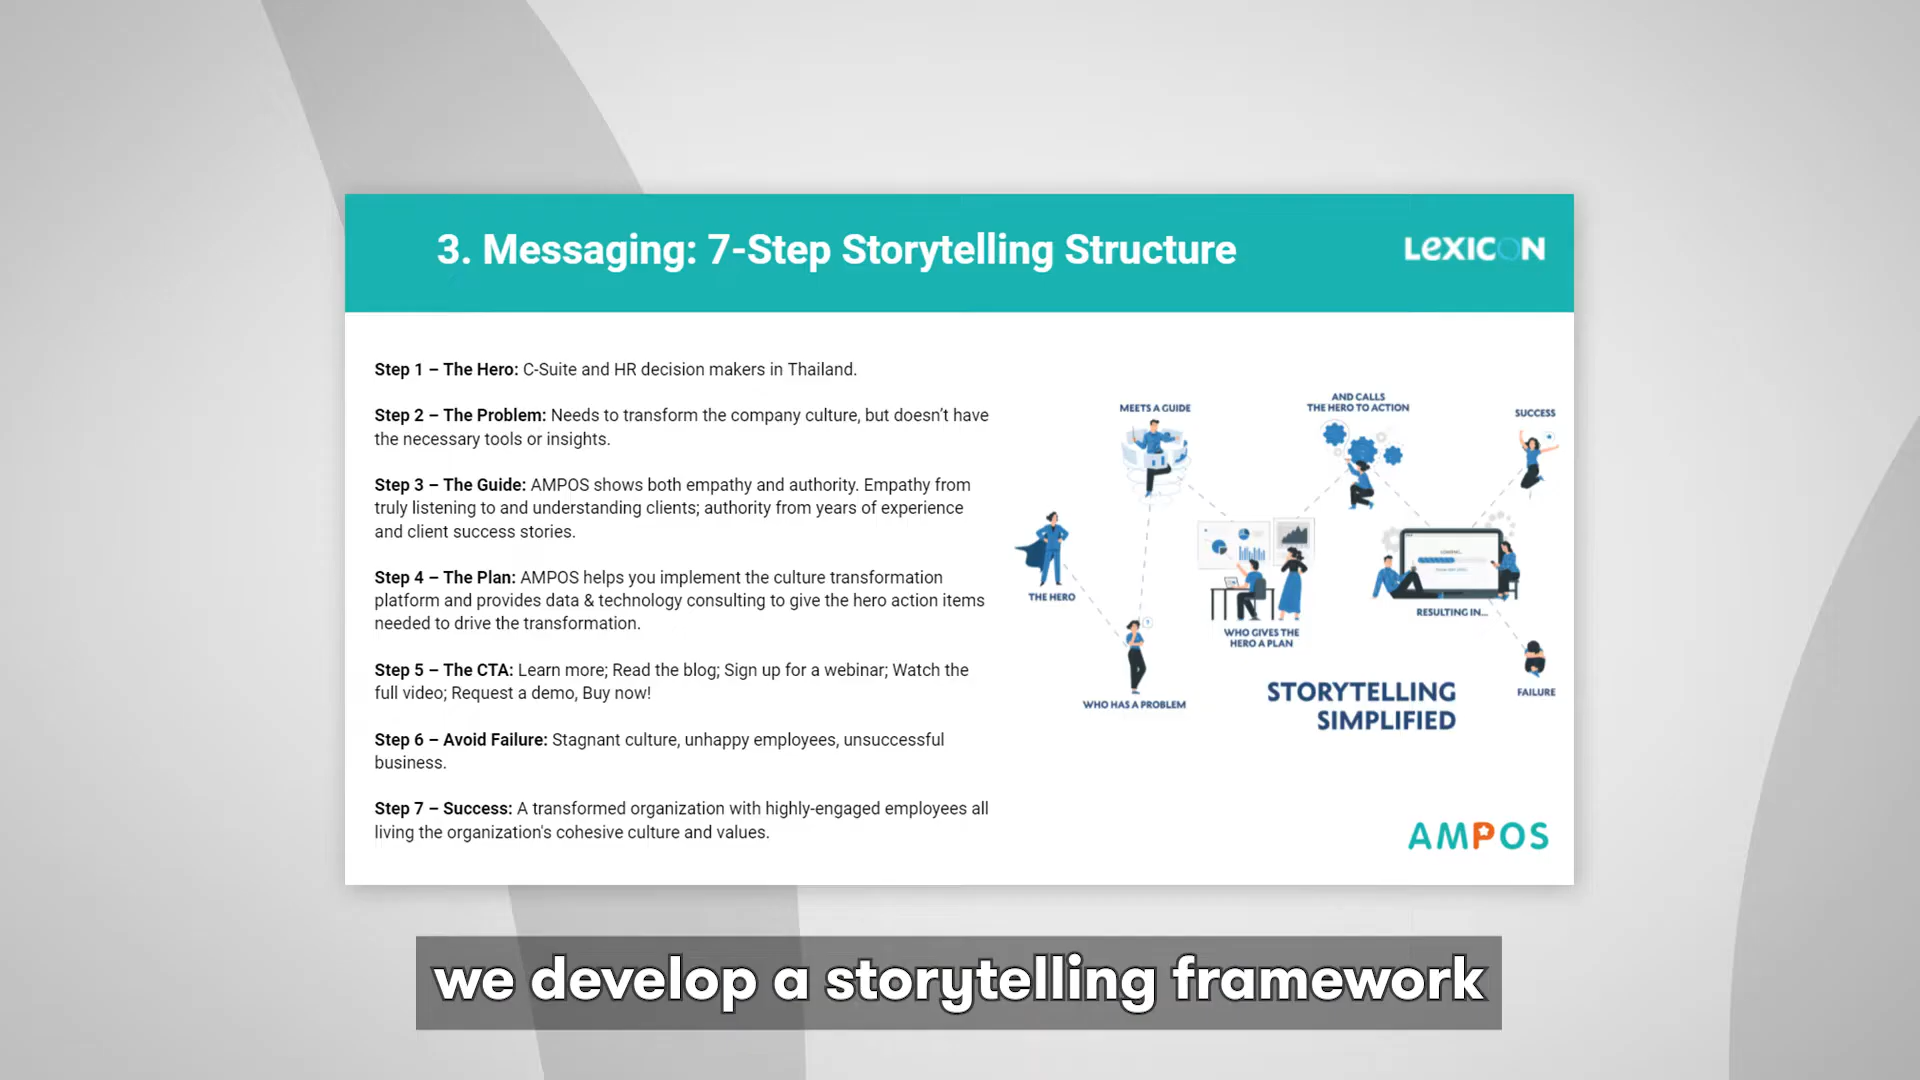 3. Messaging: 7-Step Storytelling Structure
LEXICON
Step 1 – The Hero: C-Suite and HR decision makers in Thailand.
Step 2 – The Problem: Needs to transform the company culture, but doesn’t have
the necessary tools or insights.
Step 3 – The Guide: AMPOS shows both empathy and authority. Empathy from
truly listening to and understanding clients; authority from years of experience
and client success stories.
Step 4 – The Plan: AMPOS helps you implement the culture transformation
platform and provides data & technology consulting to give the hero action items
needed to drive the transformation.
Step 5 – The CTA: Learn more; Read the blog; Sign up for a webinar; Watch the
full video; Request a demo, Buy now!
Step 6 – Avoid Failure: Stagnant culture, unhappy employees, unsuccessful
business.
Step 7 – Success: A transformed organization with highly-engaged employees all
living the organization's cohesive culture and values.
THE HERO
WHO HAS A PROBLEM
MEETS A GUIDE
WHO GIVES THE
HERO A PLAN
AND CALLS
THE HERO TO ACTION
LOADING...
RESULTING IN...
SUCCESS
FAILURE
STORYTELLING
SIMPLIFIED
AMPOS
we develop a storytelling framework